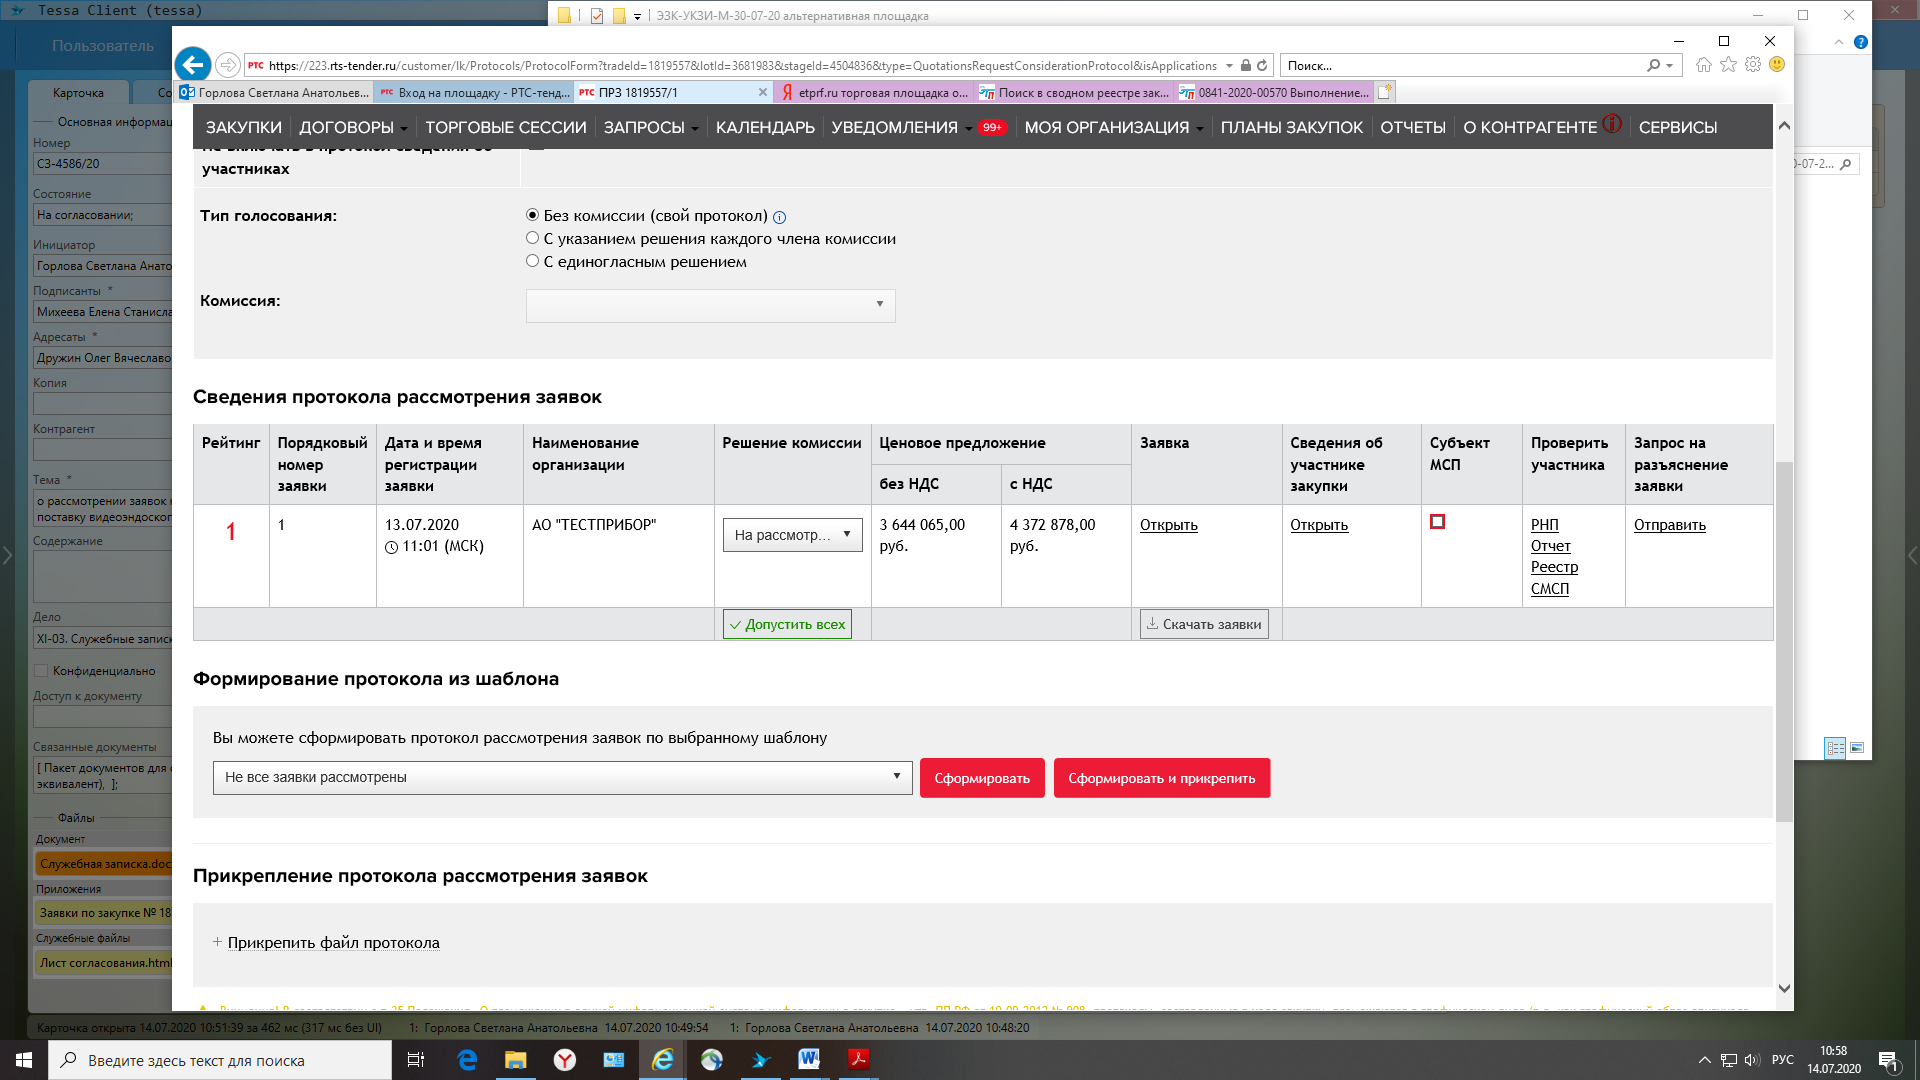 Tessa Client (tessa)
ЭЗК-УКЗИ-М-30-07-20 альтернативная площадка
Пользователь
https://223.rts-tender.ru/customer/lk/Protocols/ProtocolForm?tradeId=1819557&lotId=3681983&stageId=4504836&type=QuotationsRequestConsiderationProtocol&isApplications
Поиск...
Горлова Светлана Анатольев...
РТС Вход на площадку - РТС-тенд...
РТС ПРЗ 1819557/1
etprf.ru торговая площадка о...
Поиск в сводном реестре зак...
0841-2020-00570 Выполнение...
ЗАКУПКИ ДОГОВОРЫ ТОРГОВЫЕ СЕССИИ ЗАПРОСЫ КАЛЕНДАРЬ УВЕДОМЛЕНИЯ 99+ МОЯ ОРГАНИЗАЦИЯ ПЛАНЫ ЗАКУПОК ОТЧЕТЫ О КОНТРАГЕНТЕ СЕРВИСЫ
Не включать в протокол сведения об
участниках
Тип голосования:
Без комиссии (свой протокол)
С указанием решения каждого члена комиссии
С единогласным решением
Комиссия:
Сведения протокола рассмотрения заявок
Рейтинг
Порядковый
номер
заявки
Дата и время
регистрации
заявки
Наименование
организации
Решение комиссии
Ценовое предложение
без НДС
с НДС
Заявка
Сведения об
участнике
закупки
Субъект
МСП
Проверить
участника
Запрос на
разъяснение
заявки
1
1
13.07.2020
11:01 (МСК)
АО "ТЕСТПРИБОР"
На рассмотр...
3 644 065,00
руб.
4 372 878,00
руб.
Открыть
Открыть
РНП
Отчет
Реестр
СМСП
Отправить
Допустить всех
Скачать заявки
Формирование протокола из шаблона
Вы можете сформировать протокол рассмотрения заявок по выбранному шаблону
Не все заявки рассмотрены
Сформировать
Сформировать и прикрепить
Прикрепление протокола рассмотрения заявок
+ Прикрепить файл протокола
Карточка
Со
Основная информац
Номер
СЗ-4586/20
Состояние
На согласовании;
Инициатор
Горлова Светлана Анато
Подписанты *
Михеева Елена Станисла
Адресаты *
Дружин Олег Вячеславо
Копия
Контрагент
Тема *
о рассмотрении заявок
поставку видеоэндоскоп
Содержание
Дело
XI-03. Служебные записк
Конфиденциально
Доступ к документу
Связанные документы
[ Пакет документов для
эквивалент), ];
Файлы
Документ
Служебная записка.doc
Приложения
Заявки по закупке № 18
Служебные файлы
Лист согласования.html
0-07-2...
Карточка открыта 14.07.2020 10:51:39 за 462 мс (317 мс без UI) 1: Горлова Светлана Анатольевна 14.07.2020 10:49:54 1: Горлова Светлана Анатольевна 14.07.2020 10:48:20
Введите здесь текст для поиска
РУС
10:58
14.07.2020
1